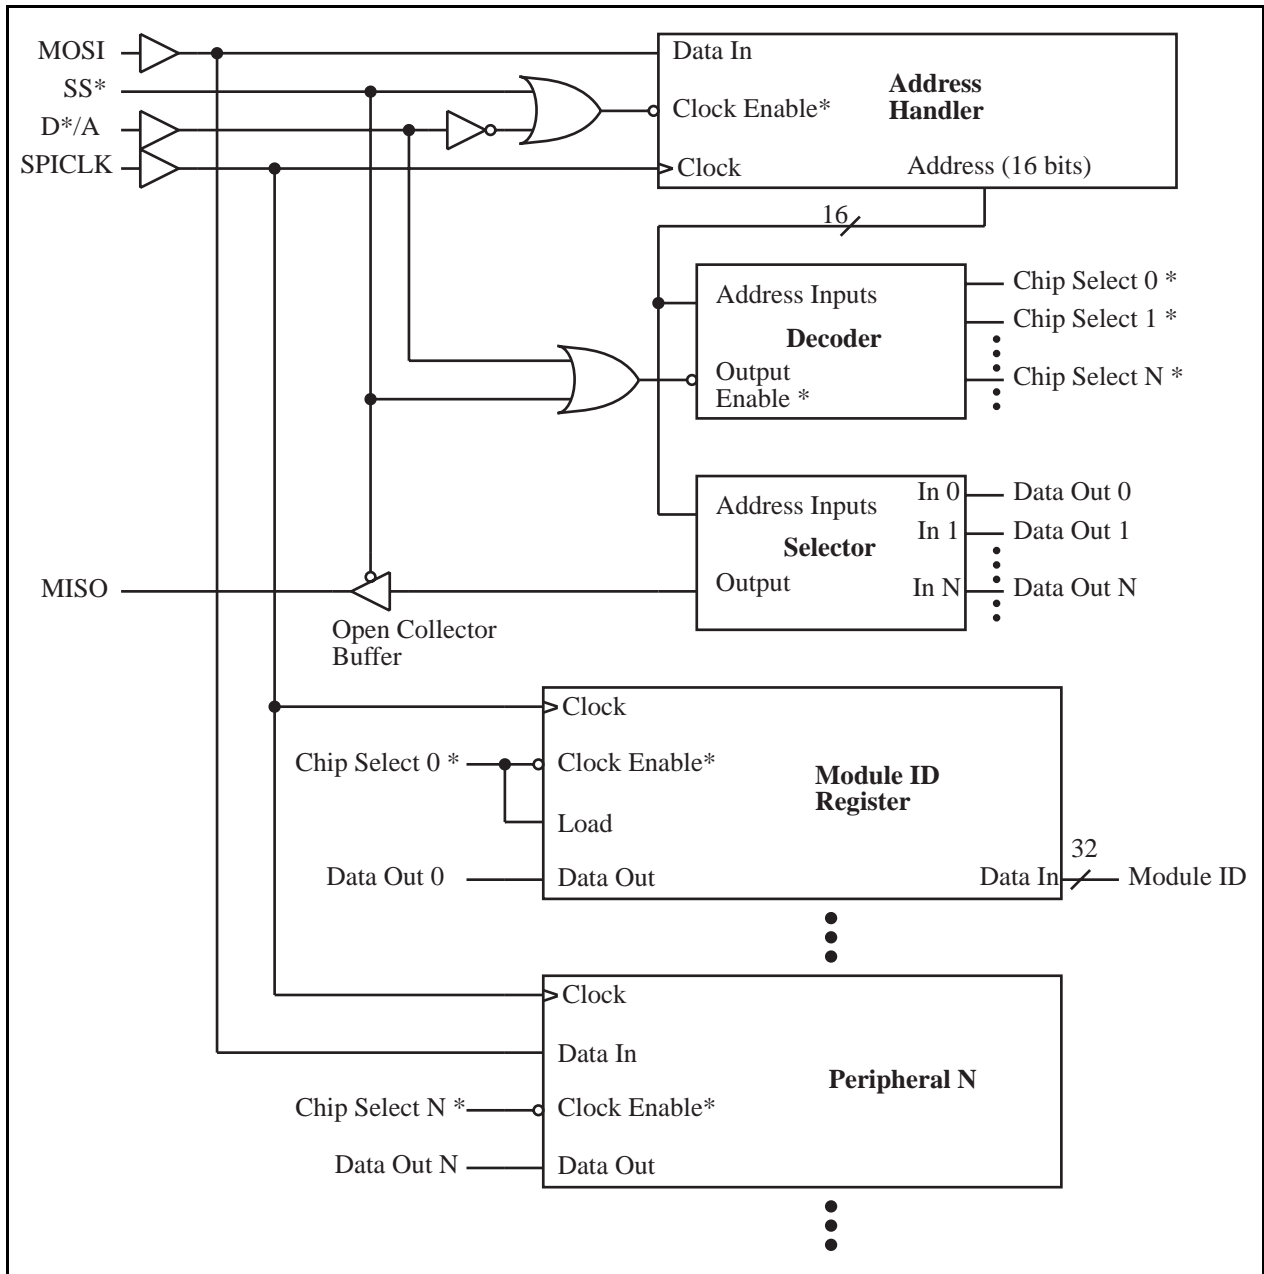 MOSI
SS*
D*/A
SPICLK
Data In
Address
Handler
Clock Enable*
Clock
Address (16 bits)
16
Address Inputs
Decoder
Output
Enable *
Chip Select 0 *
Chip Select 1 *
Chip Select N *
Address Inputs
Selector
Output
In 0
In 1
In N
Data Out 0
Data Out 1
Data Out N
MISO
Open Collector
Buffer
Clock
Chip Select 0 *
Clock Enable*
Module ID
Register
Load
Data Out 0
Data Out
Data In
32
Module ID
Clock
Data In
Peripheral N
Chip Select N *
Clock Enable*
Data Out N
Data Out